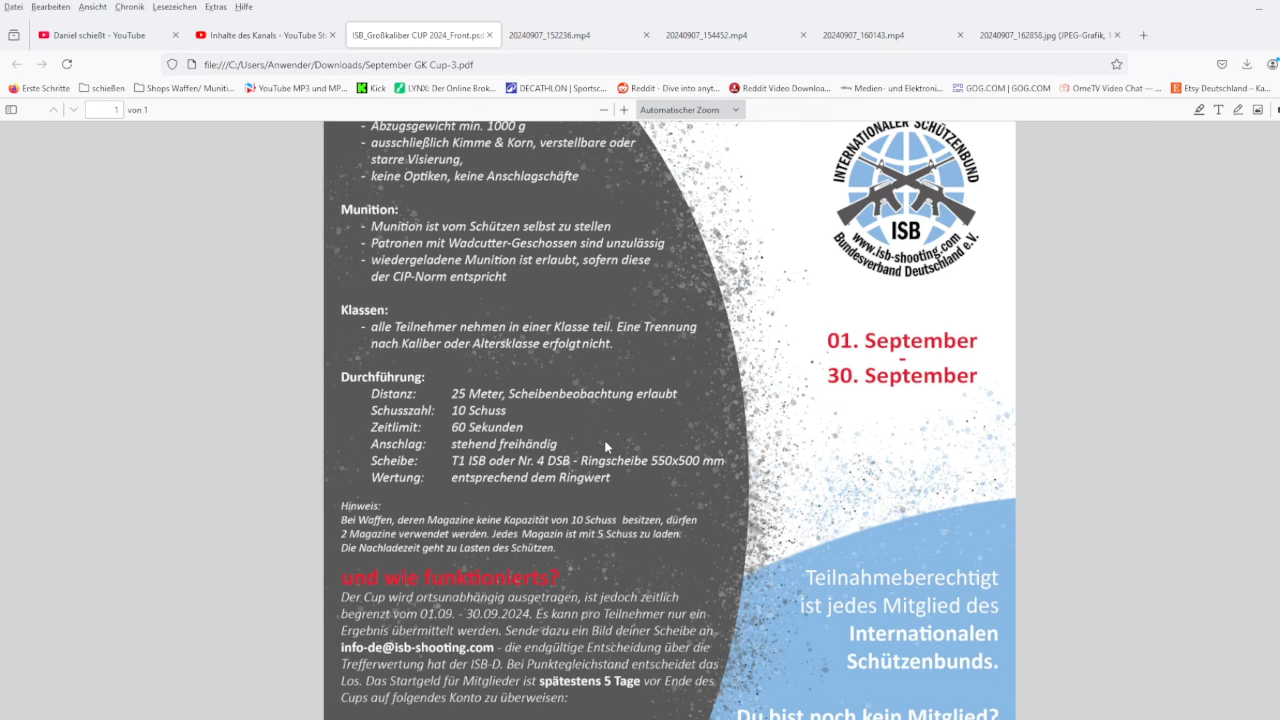 Datei Bearbeiten Ansicht Chronik Lesezeichen Extras Hilfe
Daniel schießt - YouTube
Inhalte des Kanals - YouTube St
ISB_Großkaliber CUP 2024_Front.psd
20240907_152236.mp4
20240907_154452.mp4
20240907_160143.mp4
20240907_162858.jpg (JPEG-Grafik, 1
file:///C:/Users/Anwender/Downloads/September GK Cup-3.pdf
Erste Schritte
schießen
Shops Waffen/ Muniti...
YouTube MP3 und MP...
Kick
LYNX: Der Online Brok...
DECATHLON | Sportsc...
Reddit - Dive into anyt...
Reddit Video Downloa...
Medien- und Elektroni...
GOG.COM | GOG.COM
OmeTV Video Chat — ...
Etsy Deutschland – Ka...
1 von 1
Automatischer Zoom
- Abzugsgewicht min. 1000 g
- ausschließlich Kimme & Korn, verstellbare oder
starre Visierung,
- keine Optiken, keine Anschlagschäfte
Munition:
- Munition ist vom Schützen selbst zu stellen
- Patronen mit Wadcutter-Geschossen sind unzulässig
- wiedergeladene Munition ist erlaubt, sofern diese
der CIP-Norm entspricht
Klassen:
- alle Teilnehmer nehmen in einer Klasse teil. Eine Trennung
nach Kaliber oder Altersklasse erfolgt nicht.
Durchführung:
Distanz: 25 Meter, Scheibenbeobachtung erlaubt
Schusszahl: 10 Schuss
Zeitlimit: 60 Sekunden
Anschlag: stehend freihändig
Scheibe: T1 ISB oder Nr. 4 DSB - Ringscheibe 550x500 mm
Wertung: entsprechend dem Ringwert
Hinweis:
Bei Waffen, deren Magazine keine Kapazität von 10 Schuss besitzen, dürfen
2 Magazine verwendet werden. Jedes Magazin ist mit 5 Schuss zu laden.
Die Nachladezeit geht zu Lasten des Schützen.
und wie funktionierts?
Der Cup wird ortsunabhängig ausgetragen, ist jedoch zeitlich
begrenzt vom 01.09. - 30.09.2024. Es kann pro Teilnehmer nur ein
Ergebnis übermittelt werden. Sende dazu ein Bild deiner Scheibe an
info-de@isb-shooting.com - die endgültige Entscheidung über die
Trefferwertung hat der ISB-D. Bei Punktegleichstand entscheidet das
Los. Das Startgeld für Mitglieder ist spätestens 5 Tage vor Ende des
Cups auf folgendes Konto zu überweisen:
INTERNATIONALER SCHÜTZENBUND
ISB
www.isb-shooting.com
Bundesverband Deutschland e.V.
01. September
-
30. September
Teilnahmeberechtigt
ist jedes Mitglied des
Internationalen
Schützenbunds.
Du bist noch kein Mitglied?